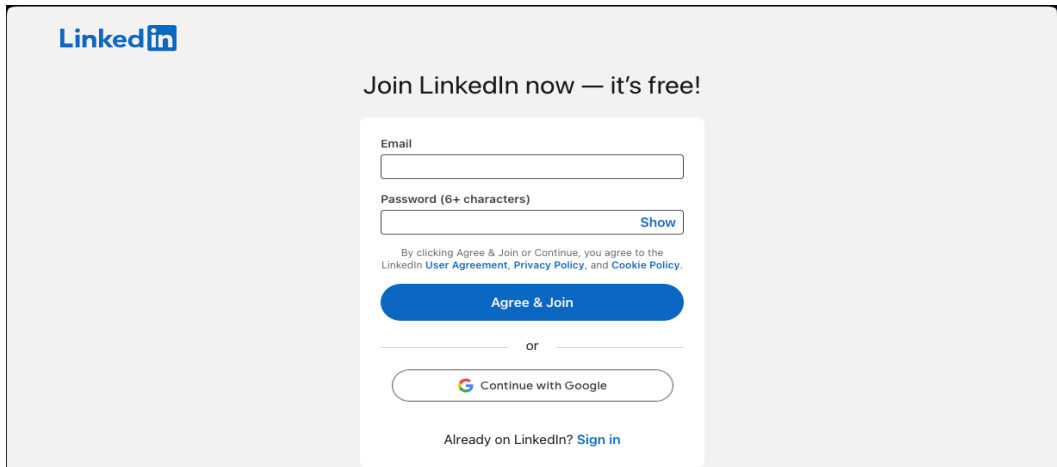 Linked in
Join LinkedIn now — it's free!
Email
Password (6+ characters)
Show
By clicking Agree & Join or Continue, you agree to the
LinkedIn User Agreement, Privacy Policy, and Cookie Policy.
Agree & Join
or
Continue with Google
Already on LinkedIn? Sign in